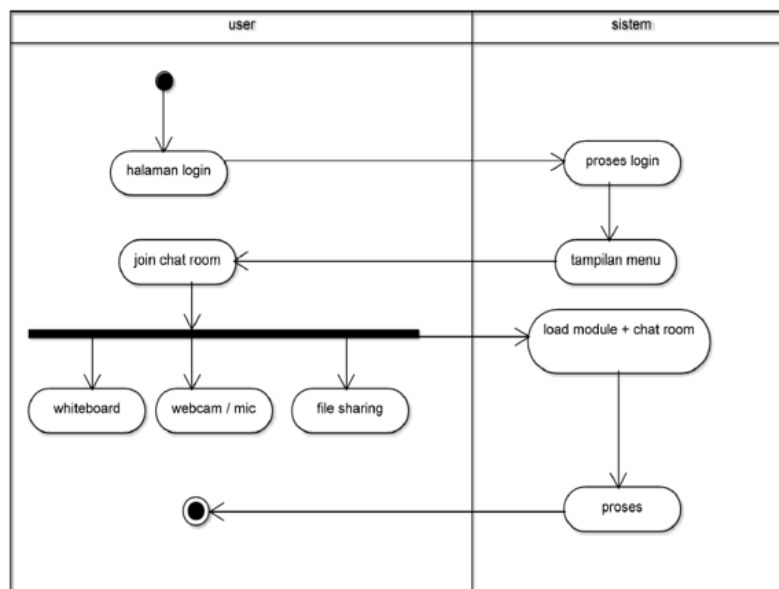 user
sistem
halaman login
proses login
join chat room
tampilan menu
load module + chat room
whiteboard
webcam / mic
file sharing
proses